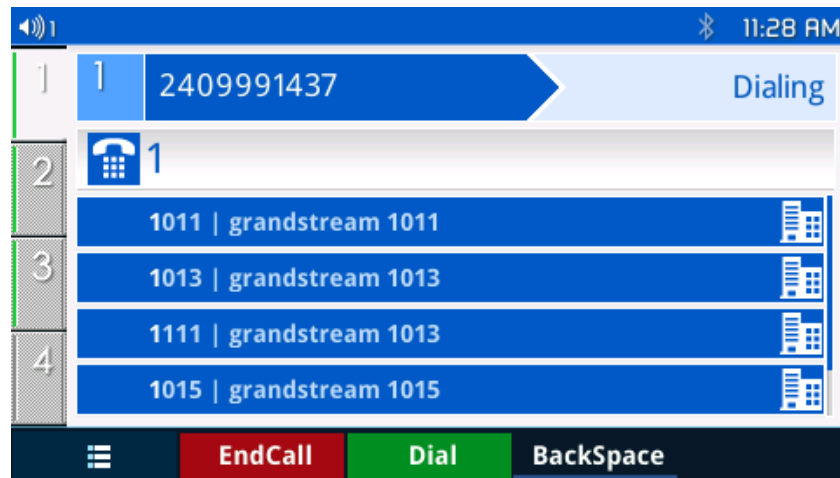 1 11:28 AM
1 1 2409991437 Dialing
1
2
1011 | grandstream 1011
1013 | grandstream 1013
3
1111 | grandstream 1013
4
1015 | grandstream 1015
EndCall Dial BackSpace